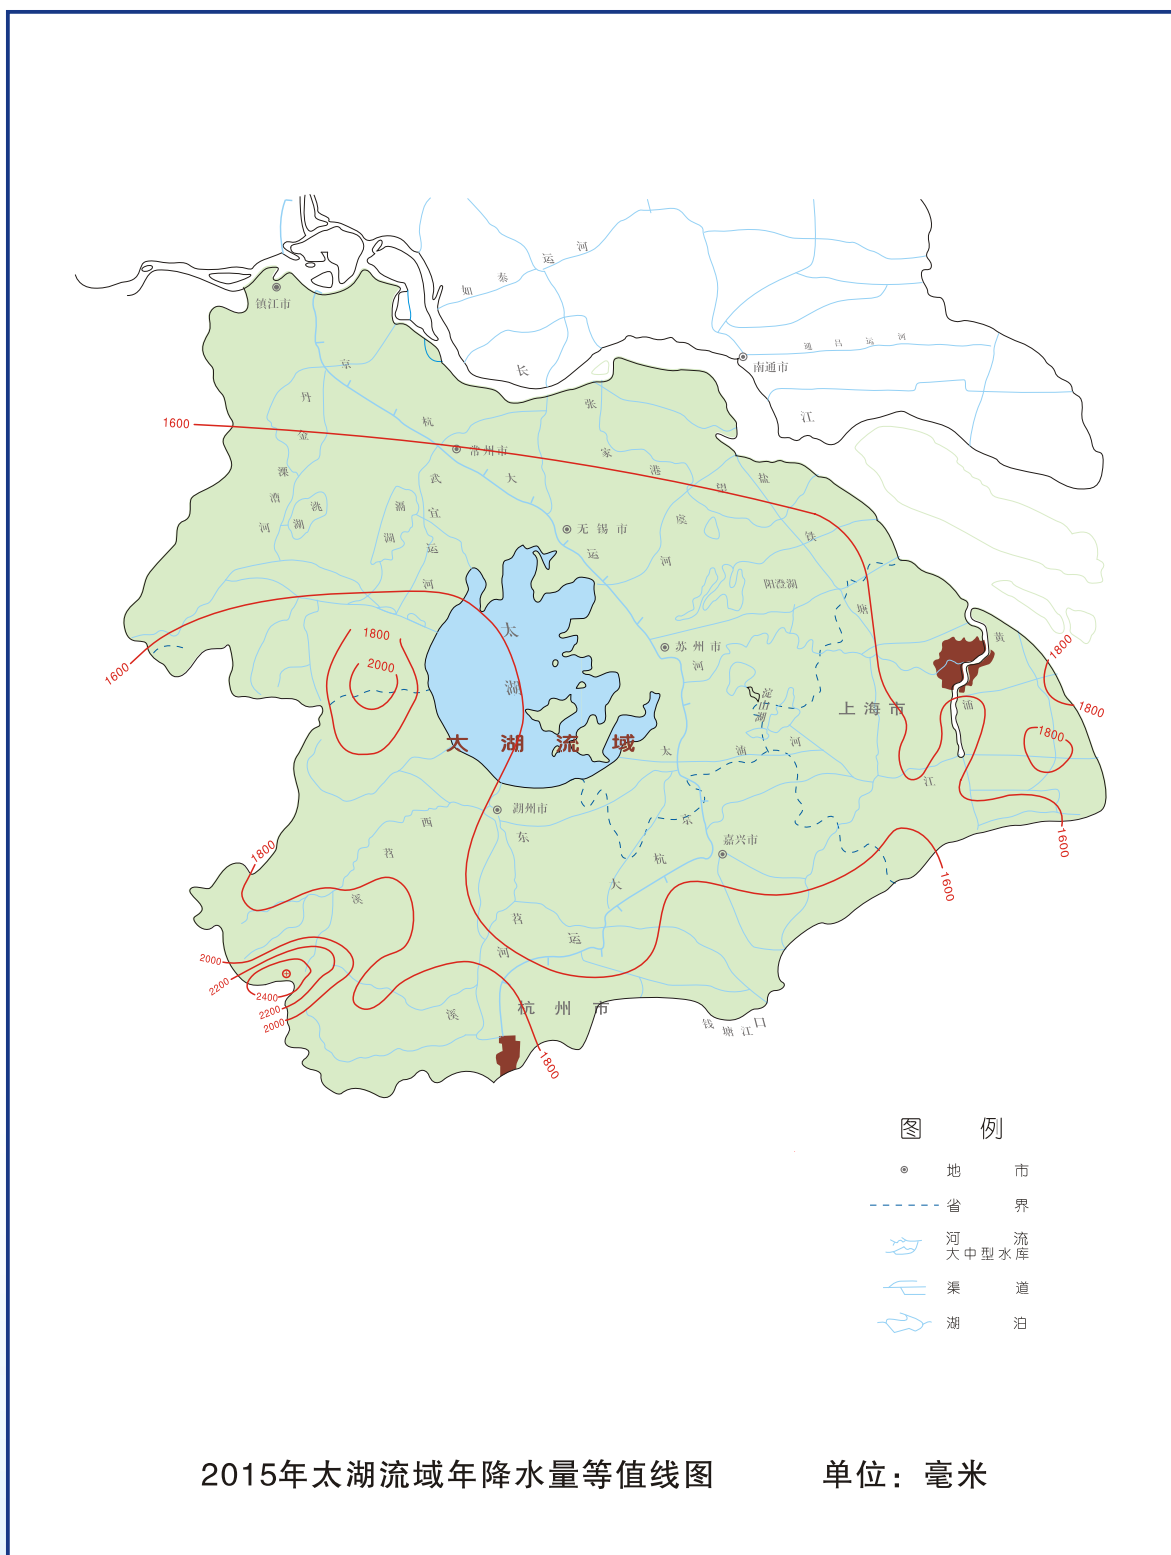 如泰运河
镇江市
通吕运河
南通市
长江
京杭大运河
丹金溧漕河
张家港
1600
常州市
武宜运河
望虞河
盐铁塘
洮湖
滆湖
无锡市
阳澄湖
太湖
1800
2000
1600
苏州市
淀山湖
上海市
黄浦江
1800
1800
1800
太湖流域
太浦河
湖州市
嘉兴市
西苕溪
东苕溪
京杭大运河
1800
1600
1600
2000
2200
2400
2200
2000
杭州市
钱塘江口
1800
图例
地市
省界
河流
大中型水库
渠道
湖泊
2015年太湖流域年降水量等值线图 单位：毫米